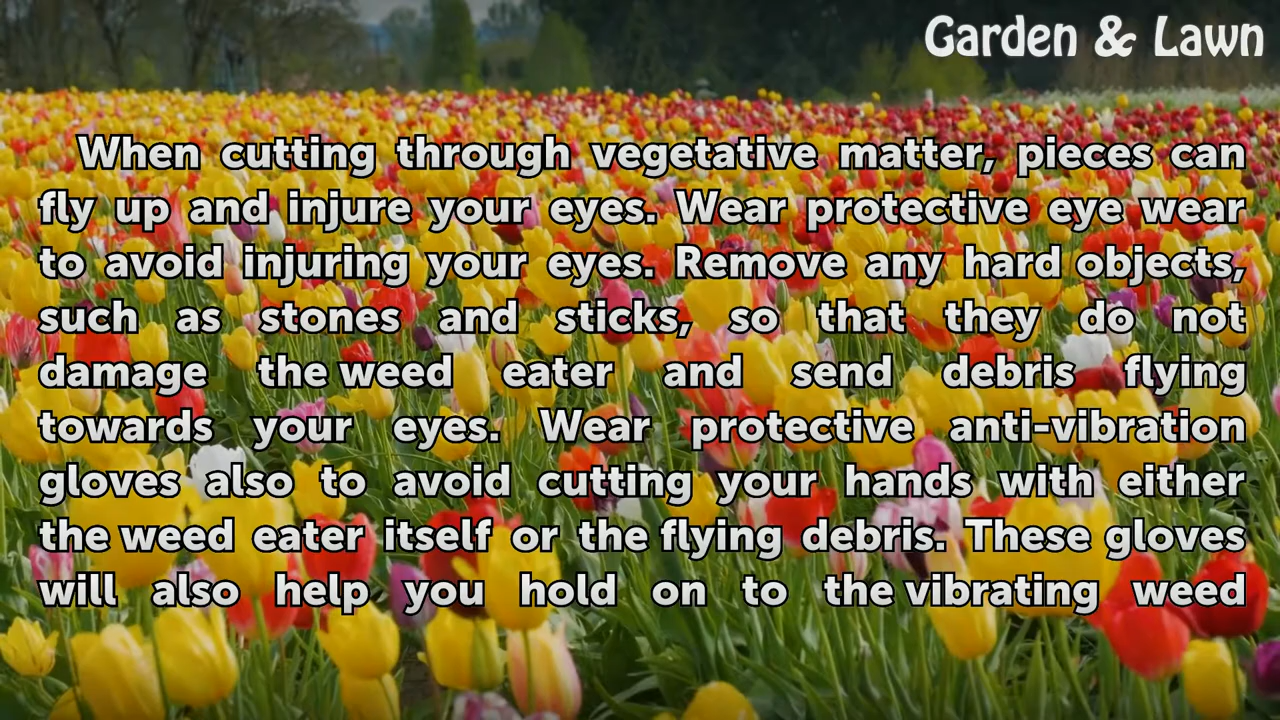 Garden & Lawn
When cutting through vegetative matter, pieces can
fly up and injure your eyes. Wear protective eye wear
to avoid injuring your eyes. Remove any hard objects,
such as stones and sticks, so that they do not
damage the weed eater and send debris flying
towards your eyes. Wear protective anti-vibration
gloves also to avoid cutting your hands with either
the weed eater itself or the flying debris. These gloves
will also help you hold on to the vibrating weed